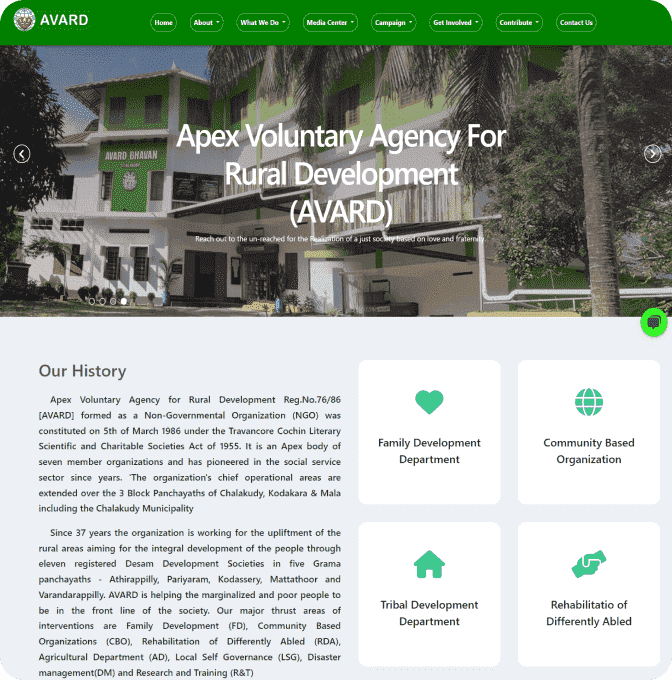 AVARD
Home
About
What We Do
Media Center
Campaign
Get Involved
Contribute
Contact Us
AVARD BHAVAN
Apex Voluntary Agency For
Rural Development
(AVARD)
Reach out to the un-reached for the Realization of a just society based on love and fraternity.
Our History
Apex Voluntary Agency for Rural Development Reg.No.76/86
[AVARD] formed as a Non-Governmental Organization (NGO) was
constituted on 5th of March 1986 under the Travancore Cochin Literary
Scientific and Charitable Societies Act of 1955. It is an Apex body of
seven member organizations and has pioneered in the social service
sector since years. 'The organization's chief operational areas are
extended over the 3 Block Panchayaths of Chalakudy, Kodakara & Mala
including the Chalakudy Municipality
Since 37 years the organization is working for the upliftment of the
rural areas aiming for the integral development of the people through
eleven registered Desam Development Societies in five Grama
panchayaths - Athirappilly, Pariyaram, Kodassery, Mattathoor and
Varandarappilly. AVARD is helping the marginalized and poor people to
be in the front line of the society. Our major thrust areas of
interventions are Family Development (FD), Community Based
Organizations (CBO), Rehabilitation of Differently Abled (RDA),
Agricultural Department (AD), Local Self Governance (LSG), Disaster
management(DM) and Research and Training (R&T)
Family Development
Department
Community Based
Organization
Tribal Development
Department
Rehabilitatio of
Differently Abled